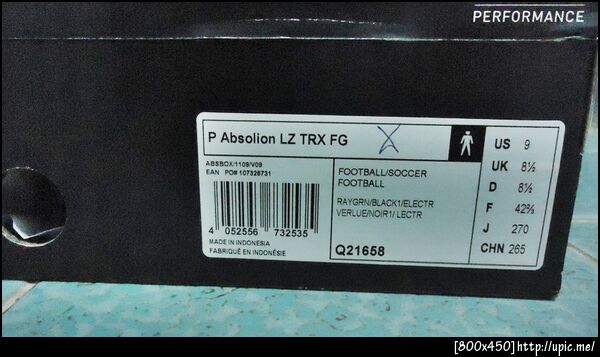 PERFORMANCE
P Absolion LZ TRX FG
ABSBOX/1109/V09
EAN PO# 107326731
4 052556 732535
MADE IN INDONESIA
FABRIQUÉ EN INDONÉSIE
FOOTBALL/SOCCER
FOOTBALL
RAYGRN/BLACK1/ELECTR
VERLUE/NOIR1/ LECTR
Q21658
US 9
UK 8½
D 8½
F 42⅔
J 270
CHN 265
[800x450]http://upic.me/